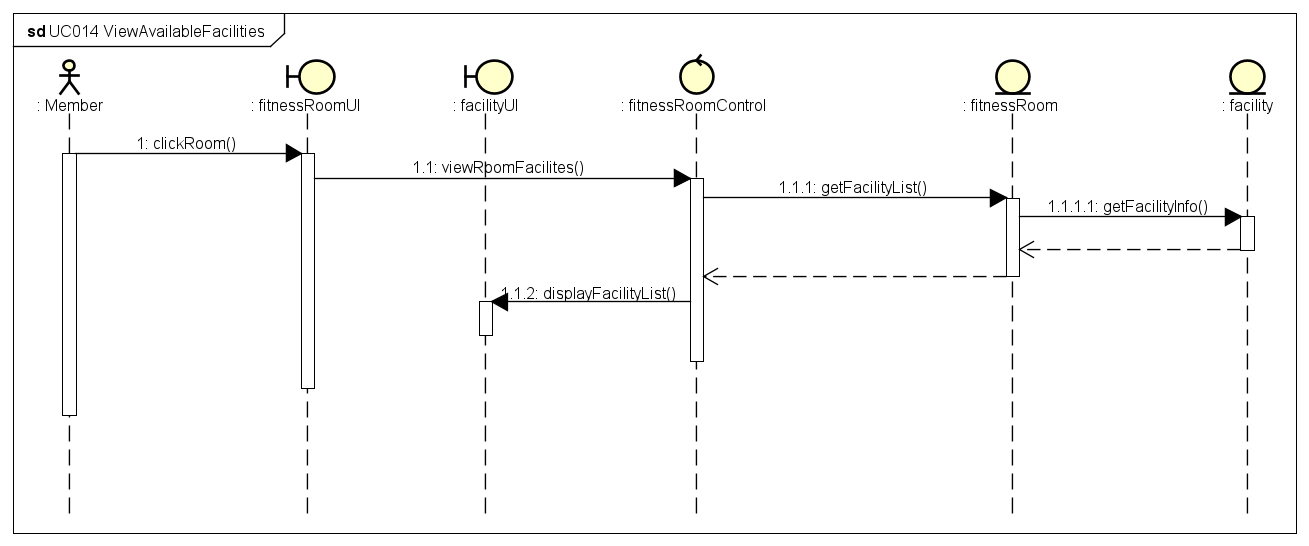 sd UC014 ViewAvailableFacilities
: Member
: fitnessRoomUI
: facilityUI
: fitnessRoomControl
: fitnessRoom
: facility
1: clickRoom()
1.1: viewRoomFacilites()
1.1.1: getFacilityList()
1.1.1.1: getFacilityInfo()
1.1.2: displayFacilityList()